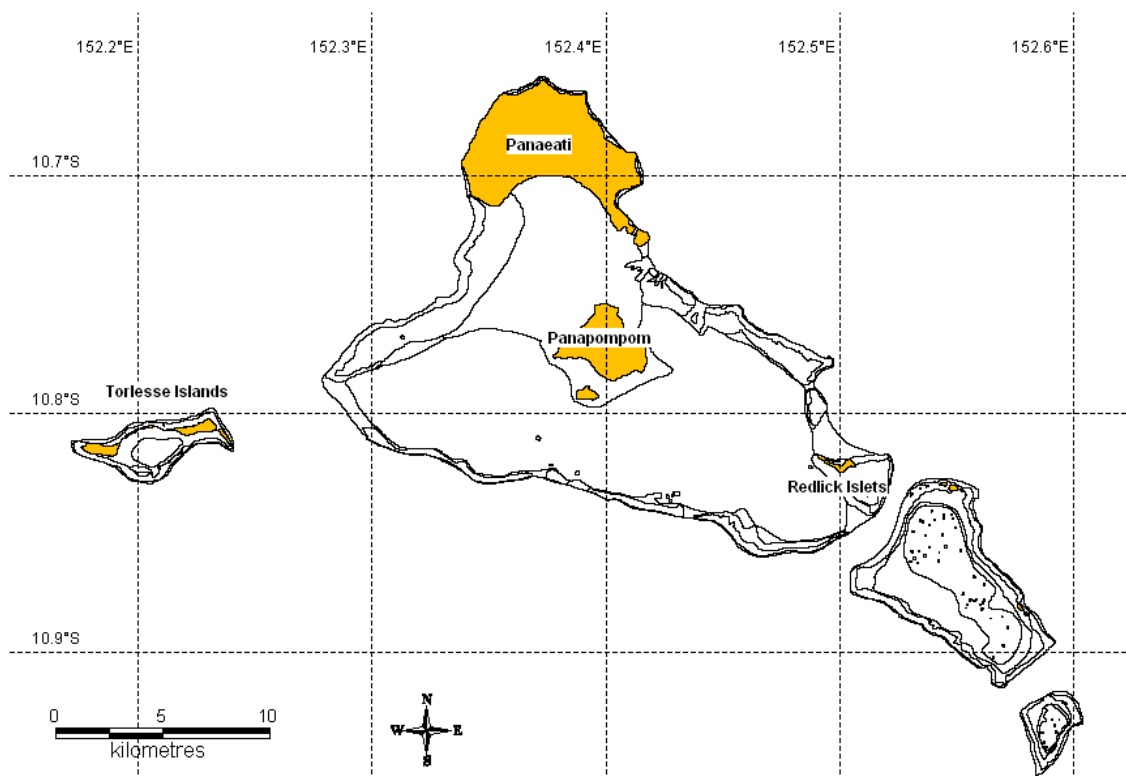 152.2°E 152.3°E 152.4°E 152.5°E 152.6°E
Panaeati
10.7°S
Panapompom
Torlesse Islands
10.8°S
Redlick Islets
10.9°S
0 5 10
kilometres
N
W E
S